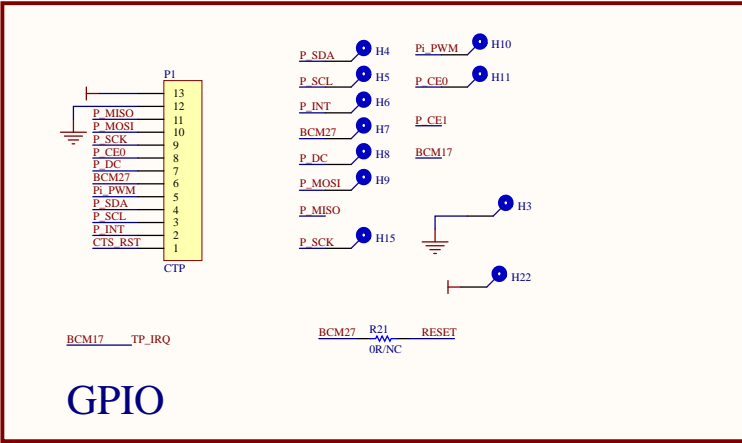 P1
13
12
P_MISO 11
P_MOSI 10
P_SCK 9
P_CE0 8
P_DC 7
BCM27 6
Pi_PWM 5
P_SDA 4
P_SCL 3
P_INT 2
CTS_RST 1
CTP
P_SDA H4
P_SCL H5
P_INT H6
BCM27 H7
P_DC H8
P_MOSI H9
P_MISO
P_SCK H15
Pi_PWM H10
P_CE0 H11
P_CE1
BCM17
H3
H22
BCM17 TP_IRQ
BCM27 R21 RESET
0R/NC
GPIO